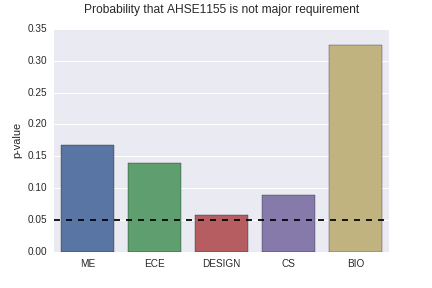 Probability that AHSE1155 is not major requirement
0.35
0.30
0.25
0.20
0.15
0.10
0.05
0.00
p-value
ME ECE DESIGN CS BIO